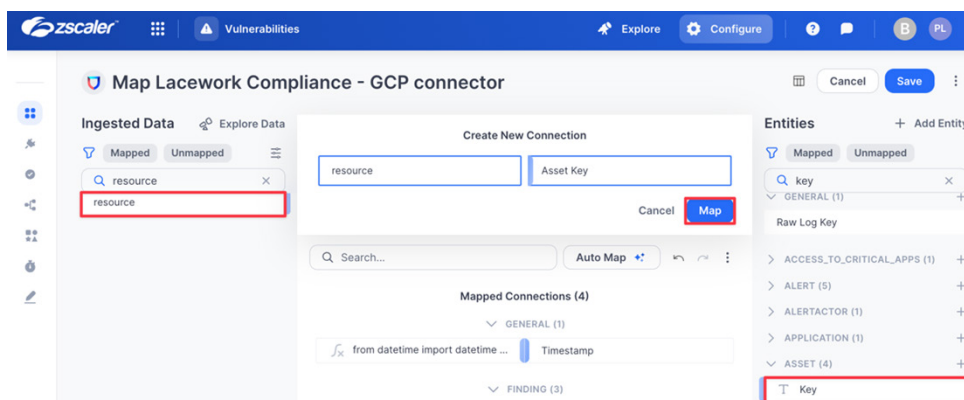 zscaler
Vulnerabilities
Explore
Configure
B
PL
Map Lacework Compliance - GCP connector
Cancel
Save
Ingested Data
Explore Data
Mapped
Unmapped
resource
resource
Create New Connection
resource
Asset Key
Cancel
Map
Search...
Auto Map
Mapped Connections (4)
GENERAL (1)
from datetime import datetime ...
Timestamp
FINDING (3)
Entities
+ Add Entity
Mapped
Unmapped
key
GENERAL (1)
Raw Log Key
ACCESS_TO_CRITICAL_APPS (1)
ALERT (5)
ALERTACTOR (1)
APPLICATION (1)
ASSET (4)
T Key